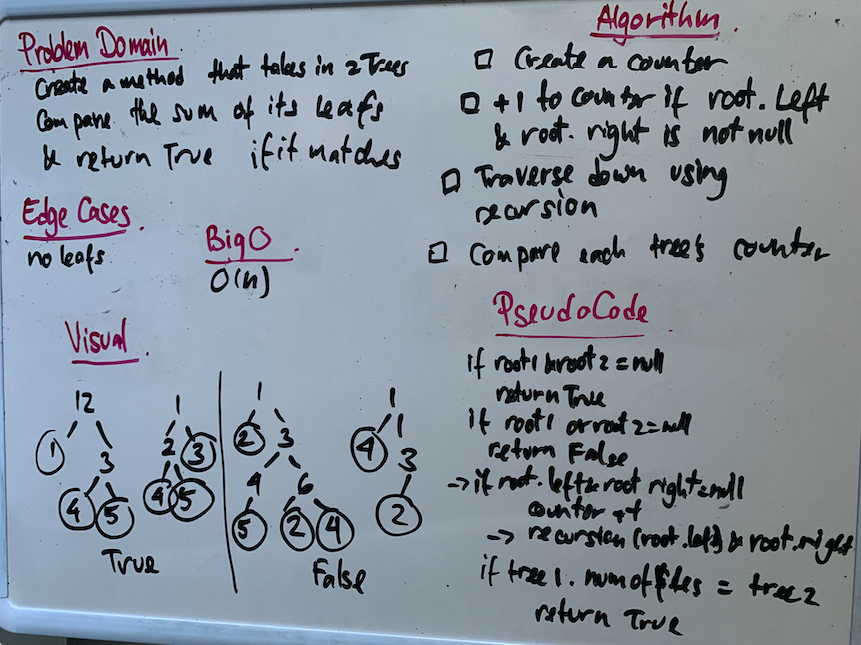 Problem Domain
Create a method that takes in 2 Trees
Compare the sum of its leafs
& return True if it matches
Edge Cases
no leafs
Big O
O(n)
Visual
12
1 3
4 5
1
2 3
4 5
True
1
2 3
4 6
5 2 4
1
4 3
2
False
Algorithm
Create a counter
+1 to counter if root. Left
& root. right is not null
Traverse down using
recursion
Compare each tree's counter
PseudoCode
if root1 & root2 = null
return True
if root1 or root2 = null
return False
→ if root. left & root right = null
counter
→ recursion (root.left) & root.right
if tree1. num of = tree2
return True